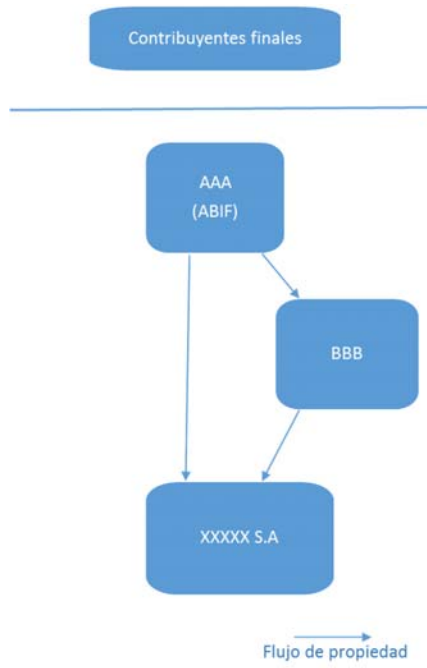 Contribuyentes finales
AAA
(ABIF)
BBB
XXXXX S.A
Flujo de propiedad